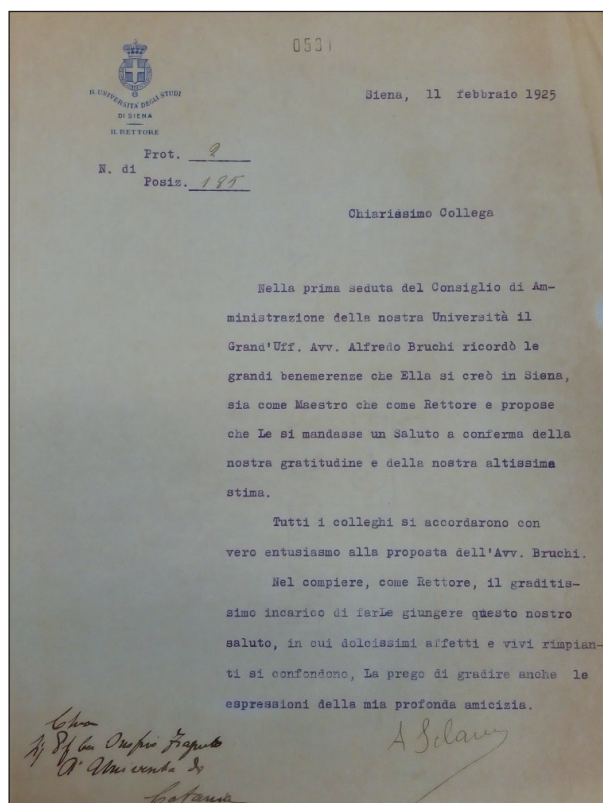 0531
R. UNIVERSITÀ DEGLI STUDI
DI SIENA
IL RETTORE
Siena, 11 febbraio 1925
Prot. 2
N. di
Posiz. 185
Chiarissimo Collega
Nella prima seduta del Consiglio di Am-
ministrazione della nostra Università il
Grand'Uff. Avv. Alfredo Bruchi ricordò le
grandi benemerenze che Ella si creò in Siena,
sia come Maestro che come Rettore e propose
che Le si mandasse un Saluto a conferma della
nostra gratitudine e della nostra altissima
stima.
Tutti i colleghi si accordarono con
vero entusiasmo alla proposta dell'Avv. Bruchi.
Nel compiere, come Rettore, il graditis-
simo incarico di farLe giungere questo nostro
saluto, in cui dolcissimi affetti e vivi rimpian-
ti si confondono, La prego di gradire anche le
espressioni della mia profonda amicizia.
Università di
Catania